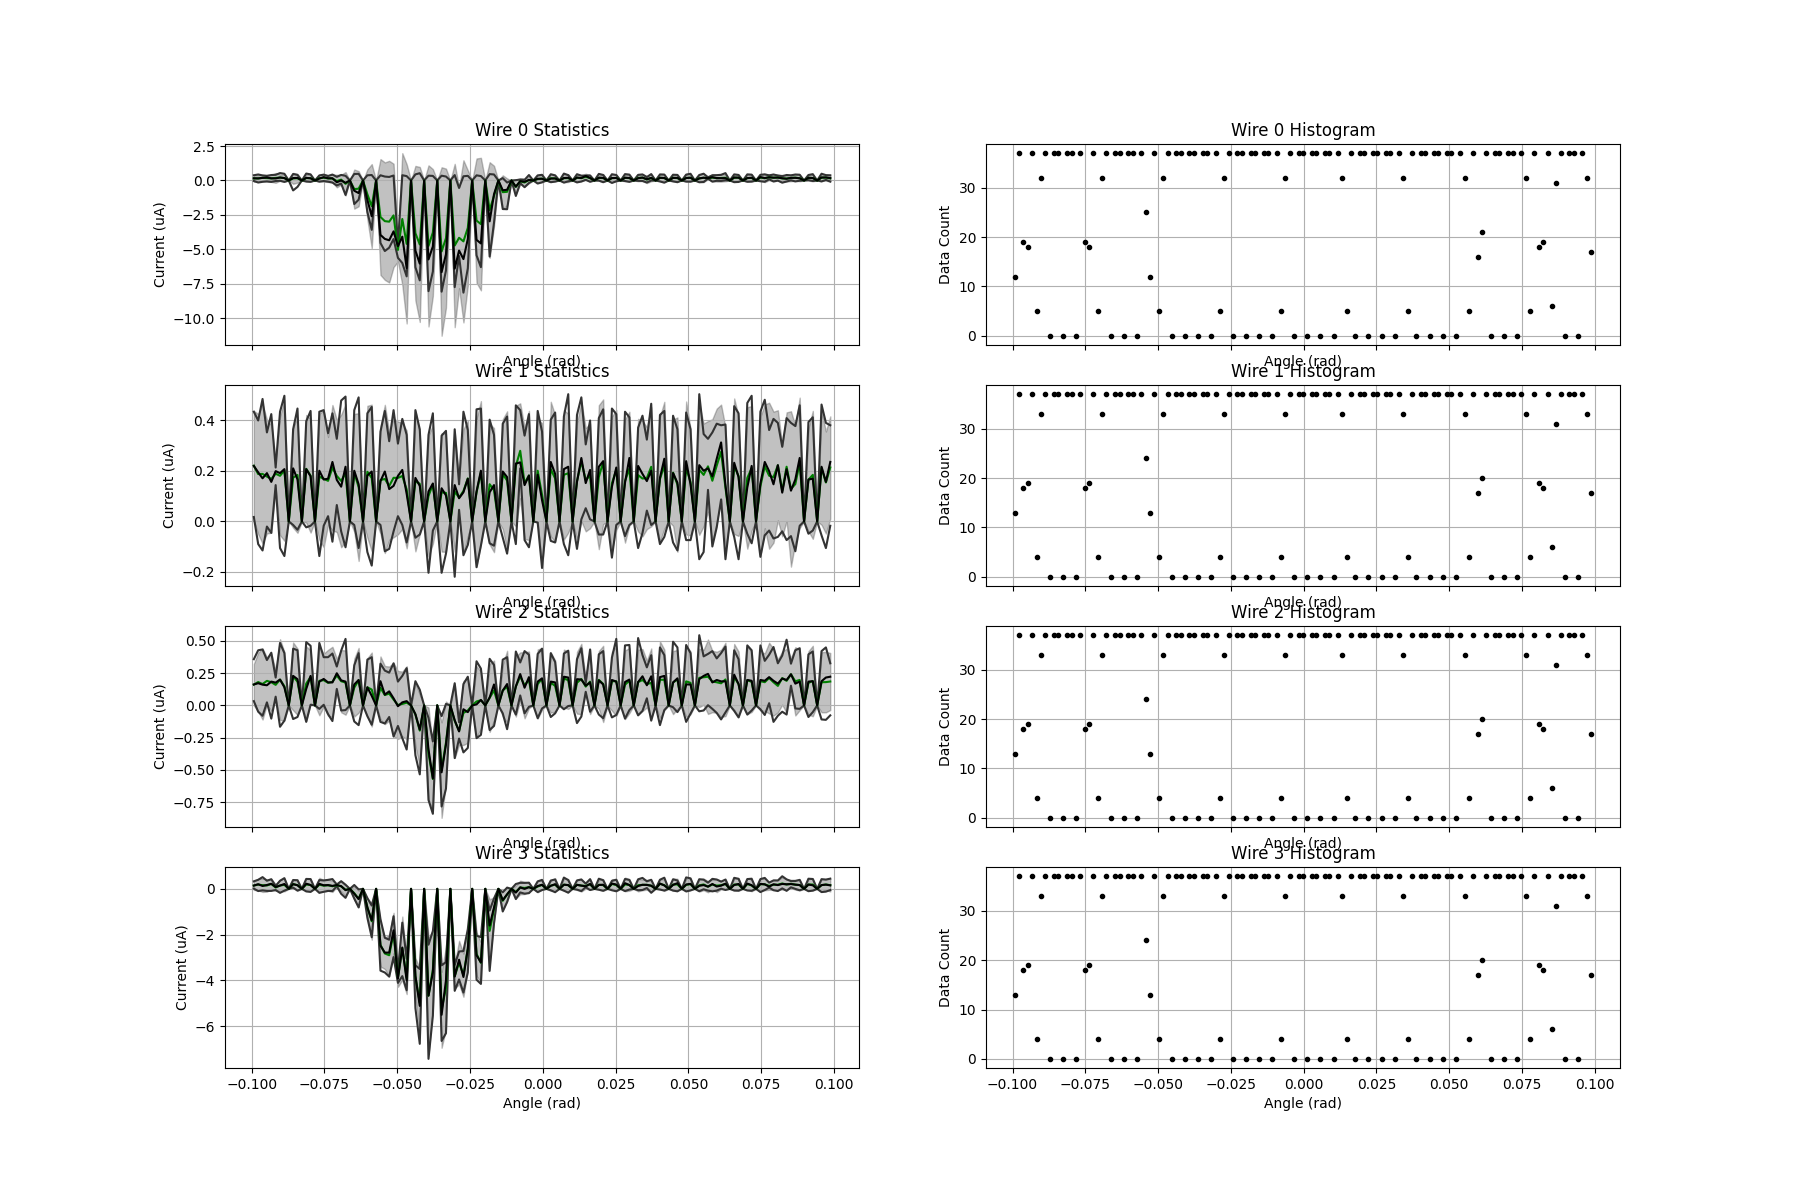 Wire 0 Statistics
Current (uA)
2.5
0.0
−2.5
−5.0
−7.5
−10.0
Angle (rad)
Wire 0 Histogram
Data Count
30
20
10
0
Angle (rad)
Wire 1 Statistics
Current (uA)
0.4
0.2
0.0
−0.2
Angle (rad)
Wire 1 Histogram
Data Count
30
20
10
0
Angle (rad)
Wire 2 Statistics
Current (uA)
0.50
0.25
0.00
−0.25
−0.50
−0.75
Angle (rad)
Wire 2 Histogram
Data Count
30
20
10
0
Angle (rad)
Wire 3 Statistics
Current (uA)
0
−2
−4
−6
−0.100 −0.075 −0.050 −0.025 0.000 0.025 0.050 0.075 0.100
Angle (rad)
Wire 3 Histogram
Data Count
30
20
10
0
−0.100 −0.075 −0.050 −0.025 0.000 0.025 0.050 0.075 0.100
Angle (rad)